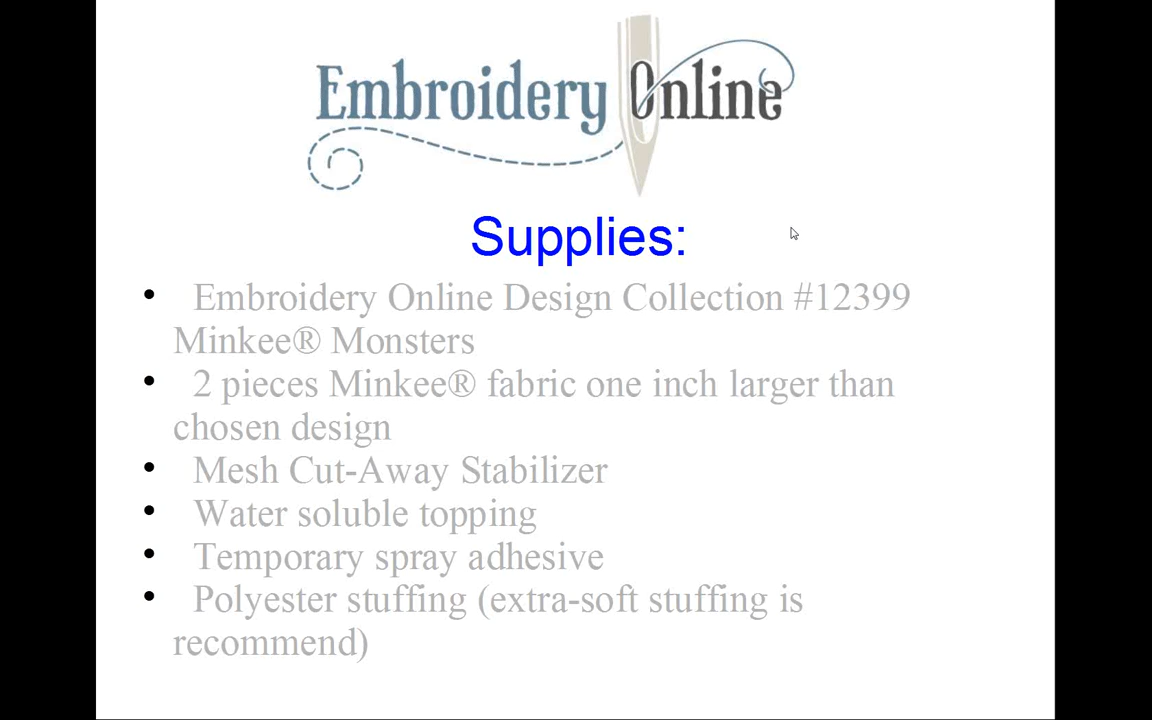 Embroidery Online
Supplies:
• Embroidery Online Design Collection #12399
Minkee® Monsters
• 2 pieces Minkee® fabric one inch larger than
chosen design
• Mesh Cut-Away Stabilizer
• Water soluble topping
• Temporary spray adhesive
• Polyester stuffing (extra-soft stuffing is
recommend)